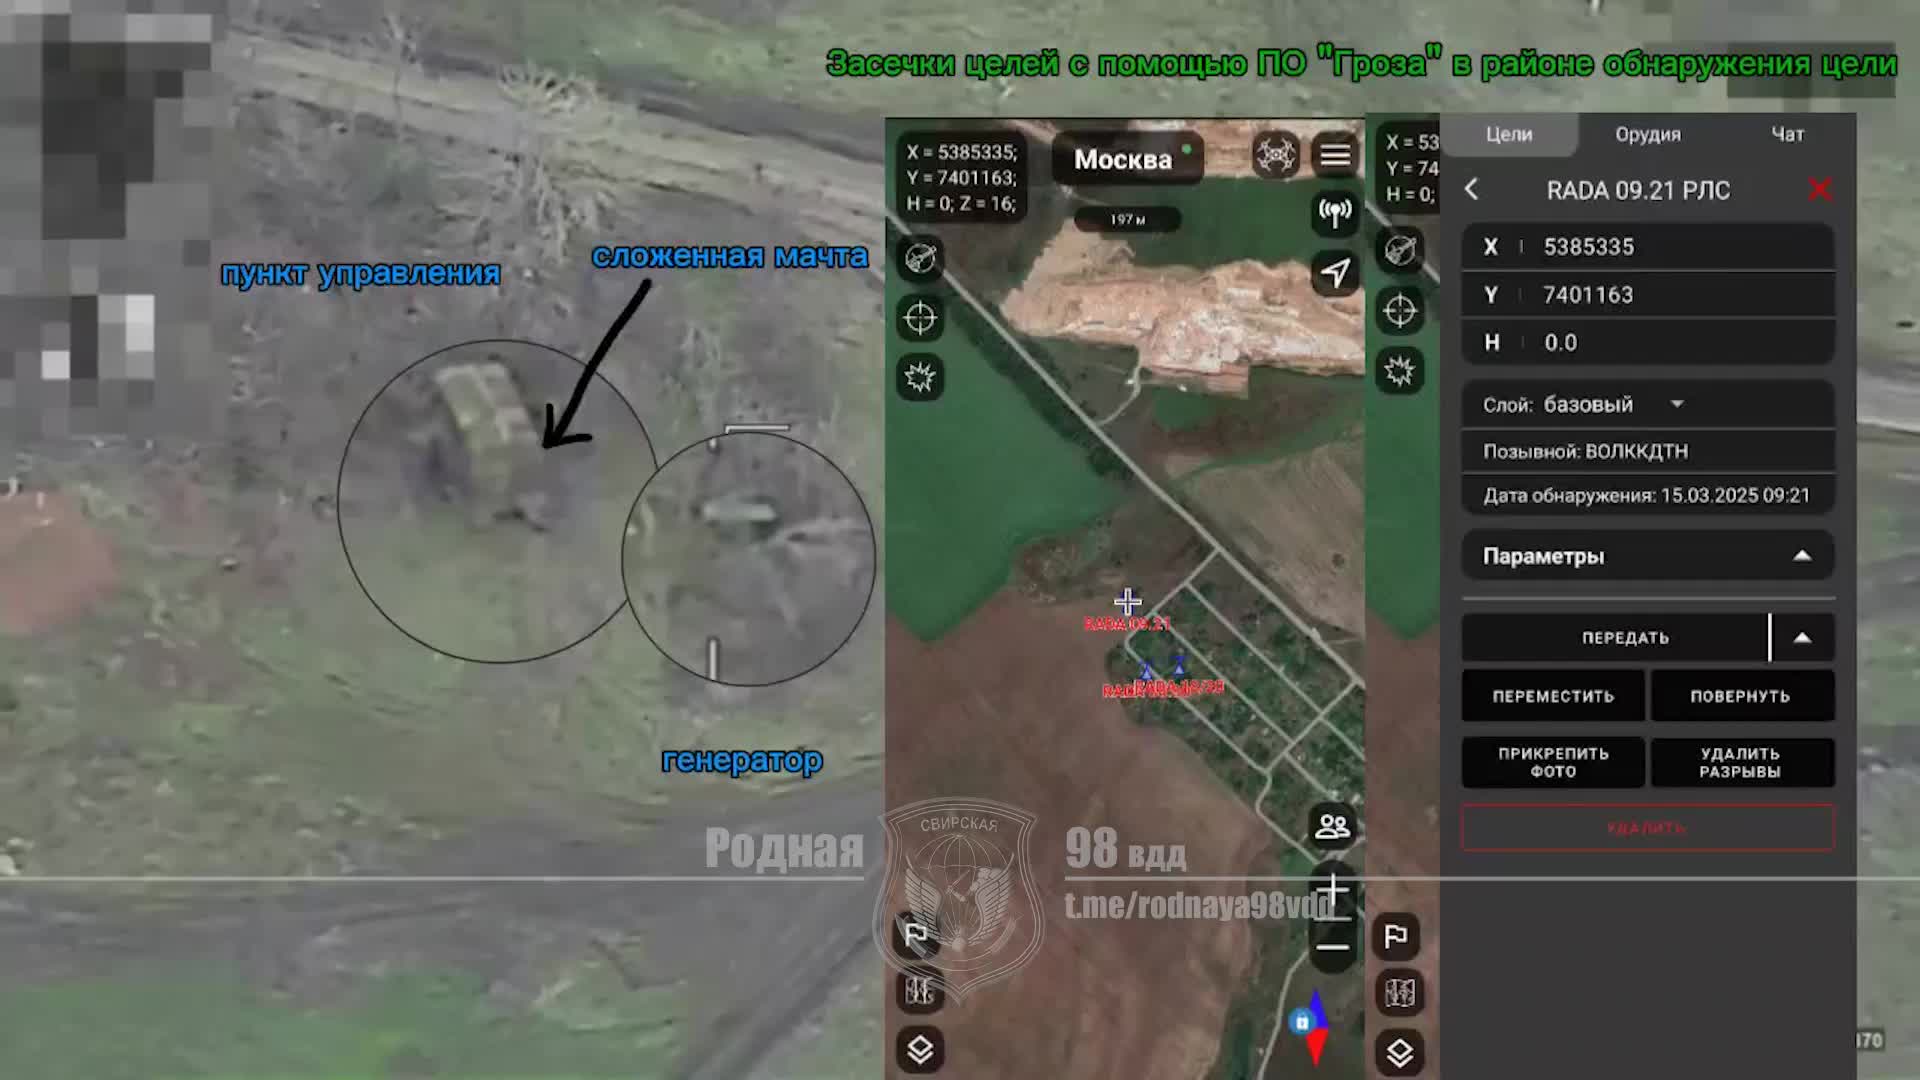 Засечки целей с помощью ПО "Гроза" в районе обнаружения цели
пункт управления
сложенная мачта
генератор
X = 5385335;
Y = 7401163;
H = 0; Z = 16;
Москва
197 м
RADA 09.21
X = 53
Y = 74
H = 0;
Цели
Орудия
Чат
RADA 09.21 РЛС
X 5385335
Y 7401163
H 0.0
Слой: базовый
Позывной: ВОЛККДТН
Дата обнаружения: 15.03.2025 09:21
Параметры
ПЕРЕДАТЬ
ПЕРЕМЕСТИТЬ
ПОВЕРНУТЬ
ПРИКРЕПИТЬ
ФОТО
УДАЛИТЬ
РАЗРЫВЫ
УДАЛИТЬ
Родная
СВИРСКАЯ
98 вдд
t.me/rodnaya98vdd